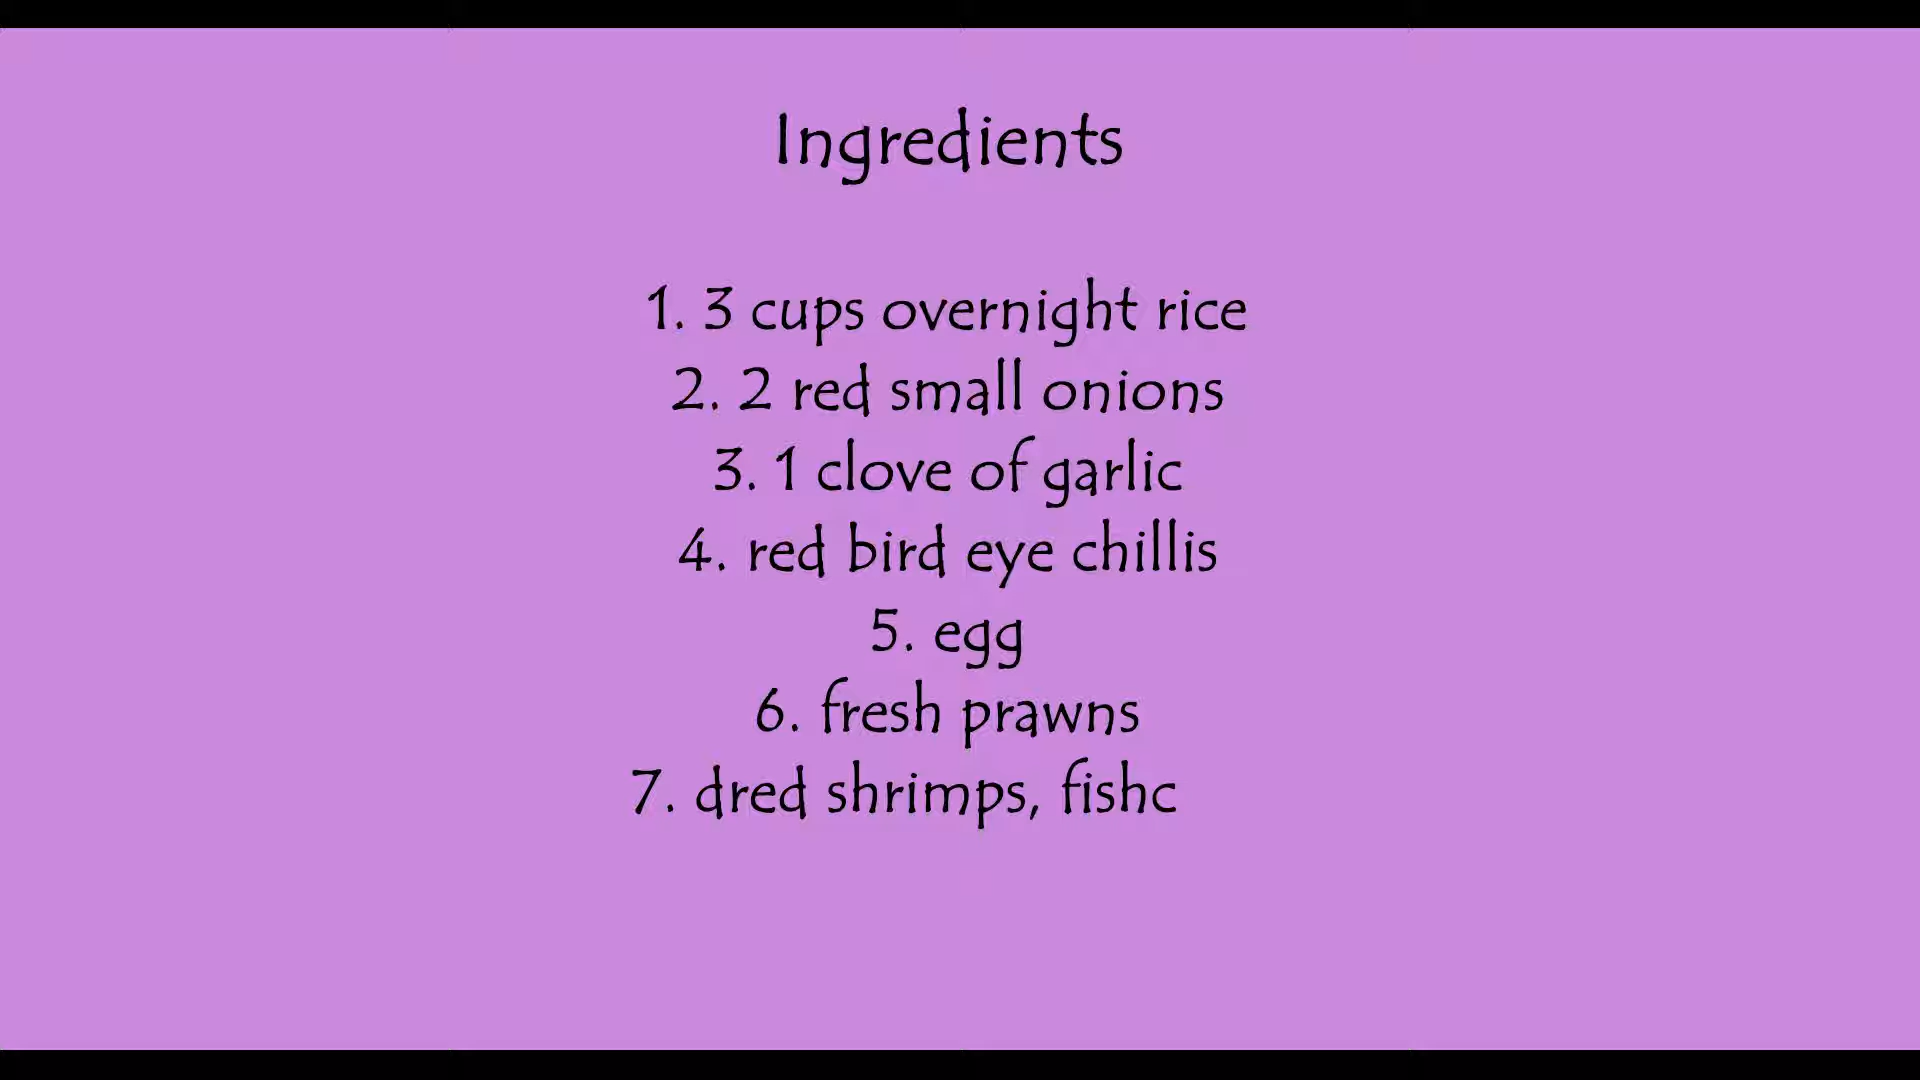 Ingredients
1. 3 cups overnight rice
2. 2 red small onions
3. 1 clove of garlic
4. red bird eye chillis
5. egg
6. fresh prawns
7. dred shrimps, fishc